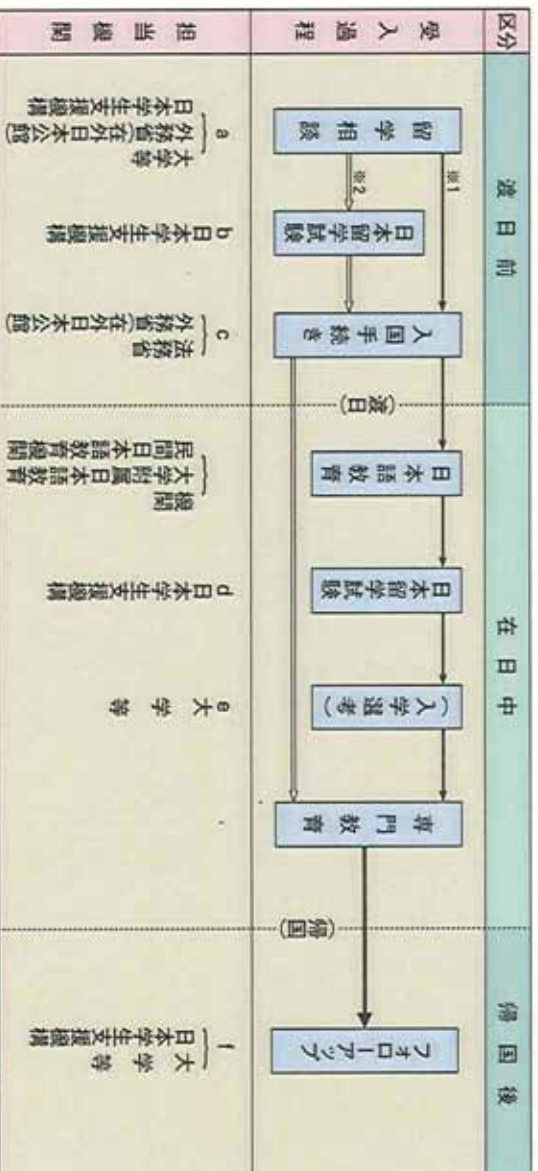 区分
渡日前
在日中
帰国後
受入過程
留学相談
※1
※2
日本留学試験
入国手続き
(渡日)
日本語教育
日本留学試験
(入学選考)
専門教育
(帰国)
フォローアップ
担当機関
a
日本学生支援機構
外務省(在外日本公館)
大学等
b日本学生支援機構
c
外務省(在外日本公館)
法務省
民間日本語教育機関
大学附属日本語教育
機関
d日本学生支援機構
e大学等
f
日本学生支援機構
大学等